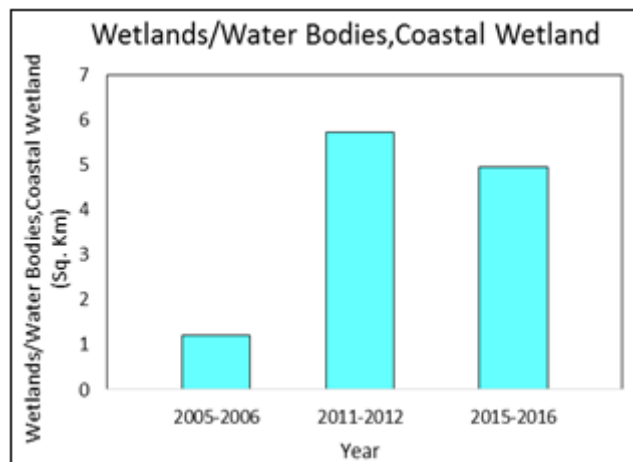 Wetlands/Water Bodies,Coastal Wetland
Wetlands/Water Bodies,Coastal Wetland
(Sq. Km)
7
6
5
4
3
2
1
0
2005-2006 2011-2012 2015-2016
Year